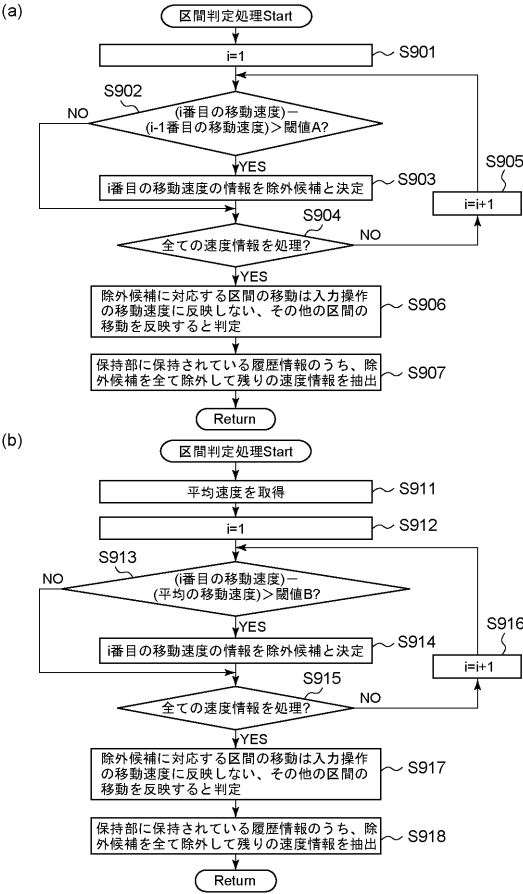 (a)
区間判定処理Start
i=1
S901
S902
(i番目の移動速度)－
(i-1番目の移動速度)＞閾値A?
NO
YES
S905
i番目の移動速度の情報を除外候補と決定
S903
i=i+1
S904
全ての速度情報を処理?
NO
YES
除外候補に対応する区間の移動は入力操作
の移動速度に反映しない、その他の区間の
移動を反映すると判定
S906
保持部に保持されている履歴情報のうち、除
外候補を全て除外して残りの速度情報を抽出
S907
Return
(b)
区間判定処理Start
平均速度を取得
S911
i=1
S912
S913
(i番目の移動速度)－
(平均の移動速度)＞閾値B?
NO
YES
S916
i番目の移動速度の情報を除外候補と決定
S914
i=i+1
S915
全ての速度情報を処理?
NO
YES
除外候補に対応する区間の移動は入力操作
の移動速度に反映しない、その他の区間の
移動を反映すると判定
S917
保持部に保持されている履歴情報のうち、除
外候補を全て除外して残りの速度情報を抽出
S918
Return